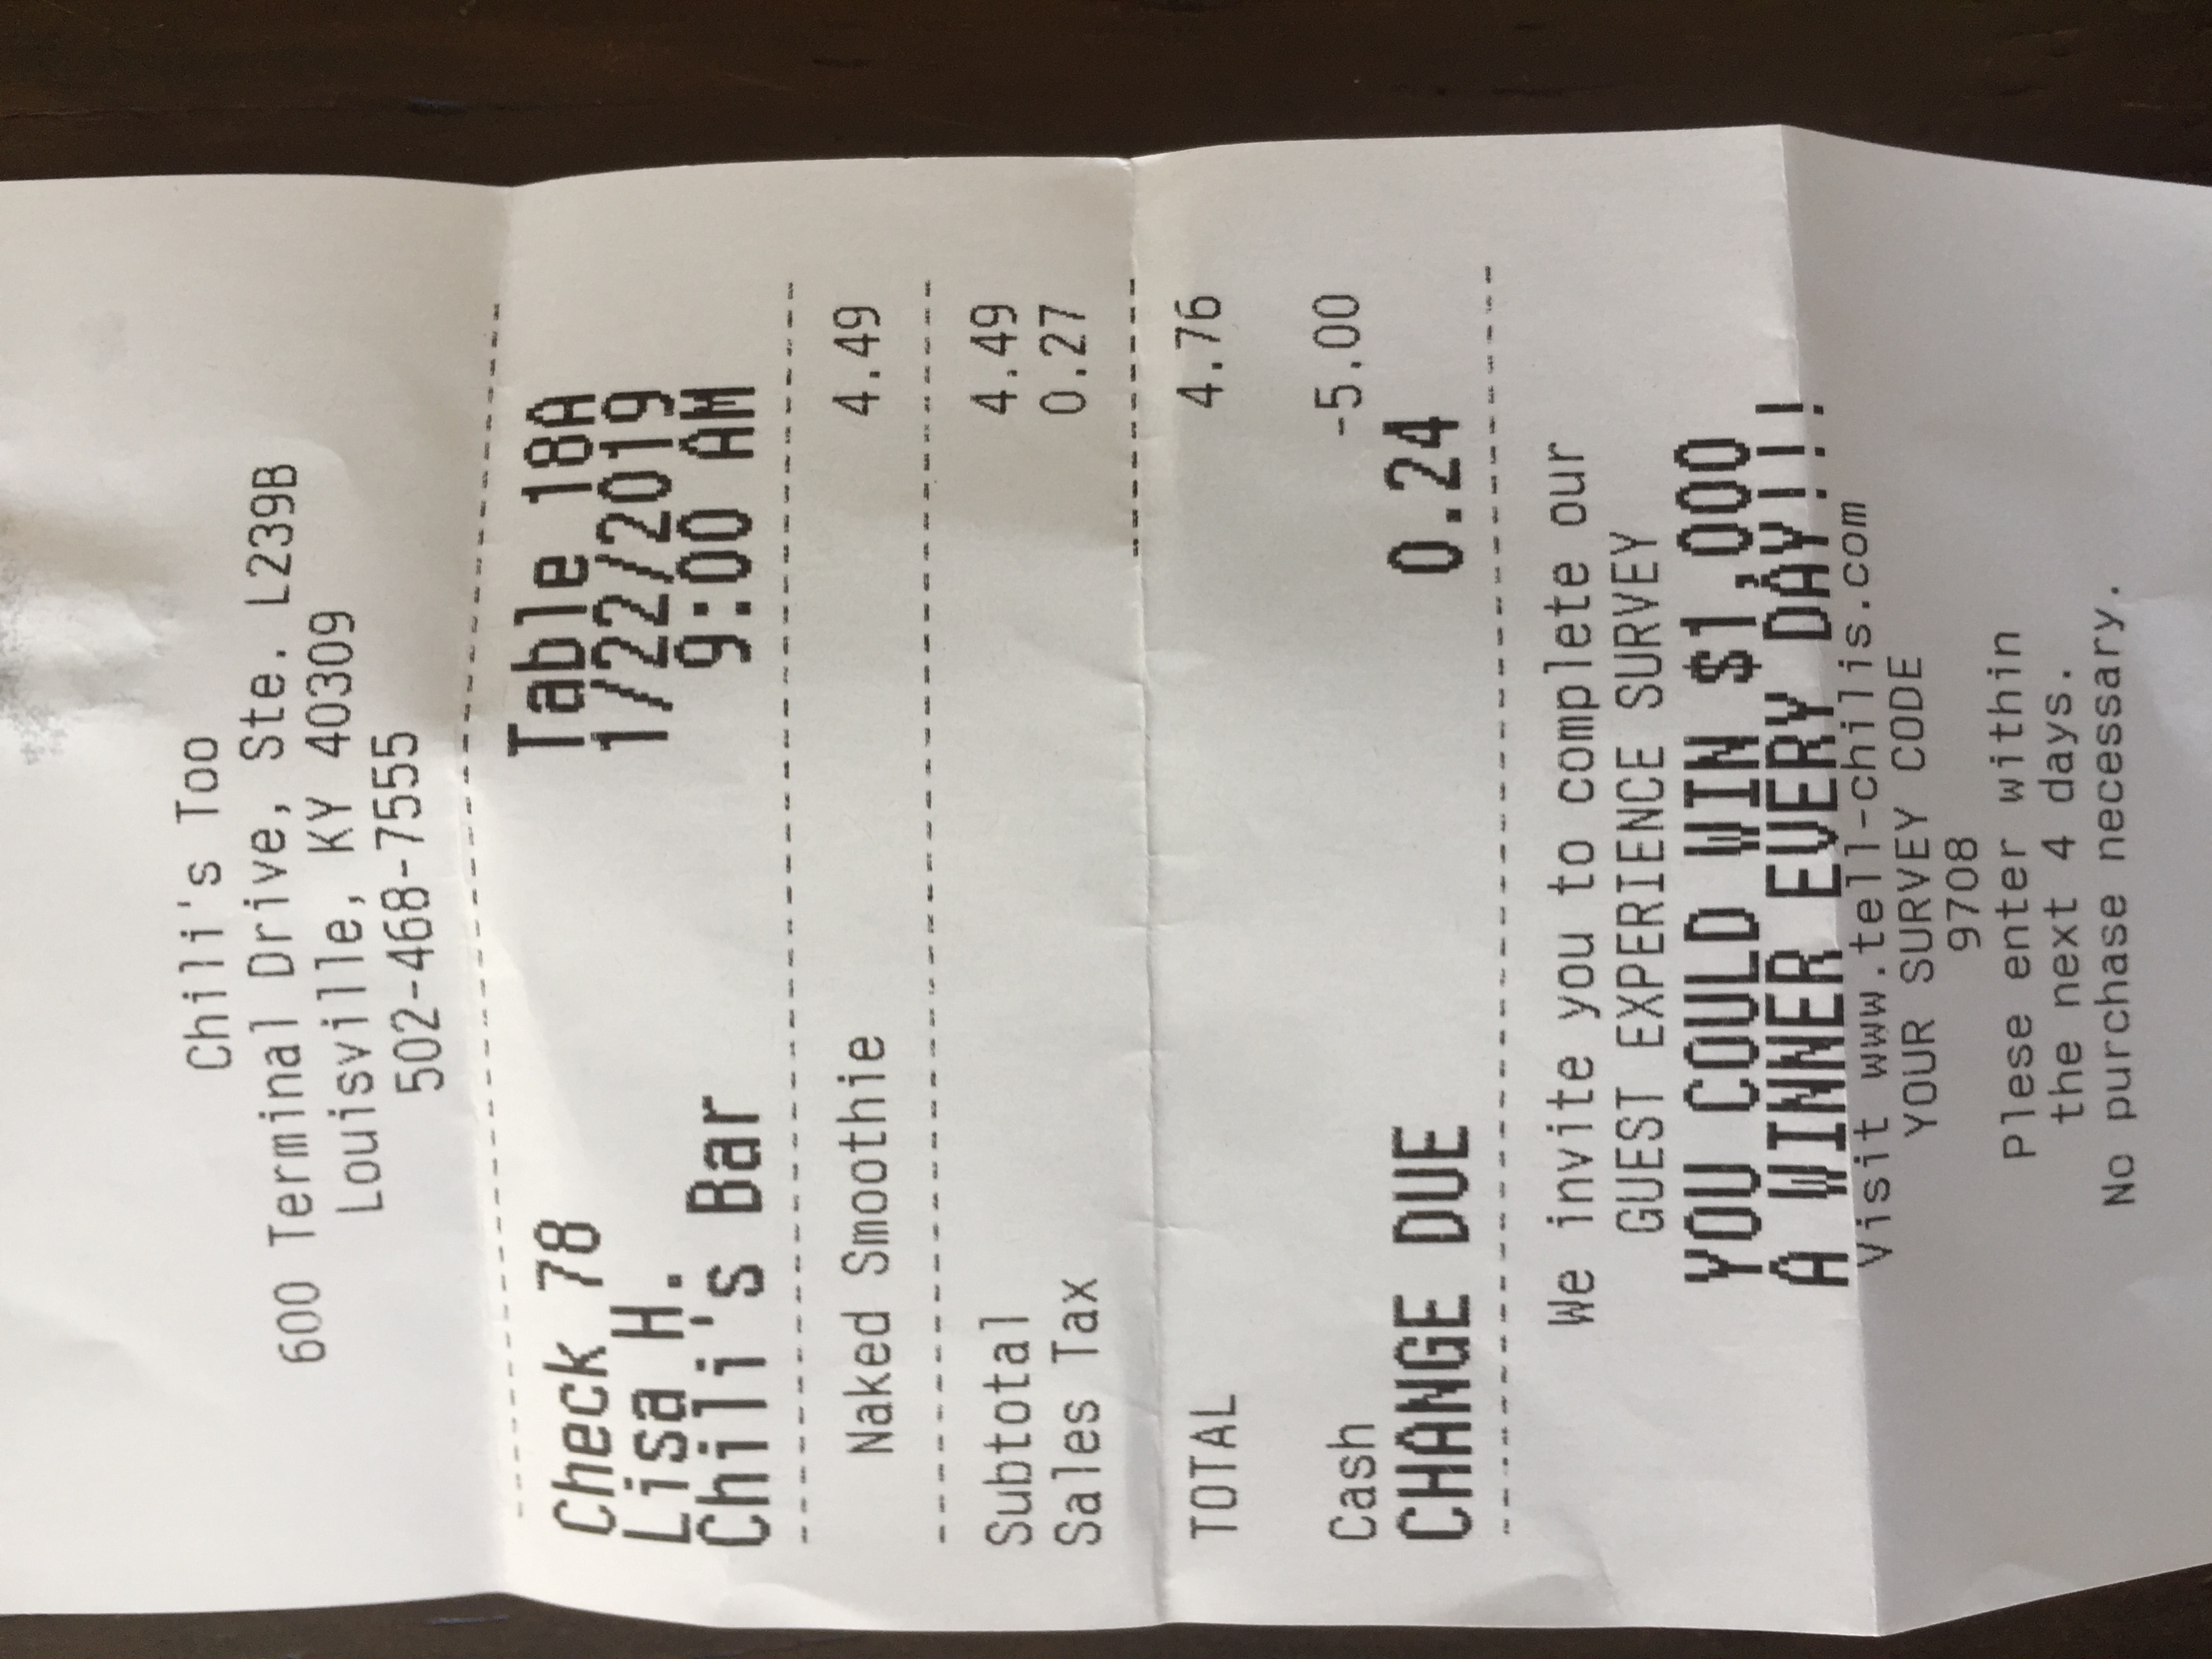 Chili's Too
600 Terminal Drive, Ste. L239B
Louisville, KY 40309
502-468-7555
Check 78 Table 18A
Lisa H. 1/22/2019
Chili's Bar 9:00 AM
Naked Smoothie 4.49
Subtotal 4.49
Sales Tax 0.27
TOTAL 4.76
Cash -5.00
CHANGE DUE 0.24
We invite you to complete our
GUEST EXPERIENCE SURVEY
YOU COULD WIN $1,000
A WINNER EVERY DAY!!!
Visit www.tell-chilis.com
YOUR SURVEY CODE
9708
Plese enter within
the next 4 days.
No purchase necessary.